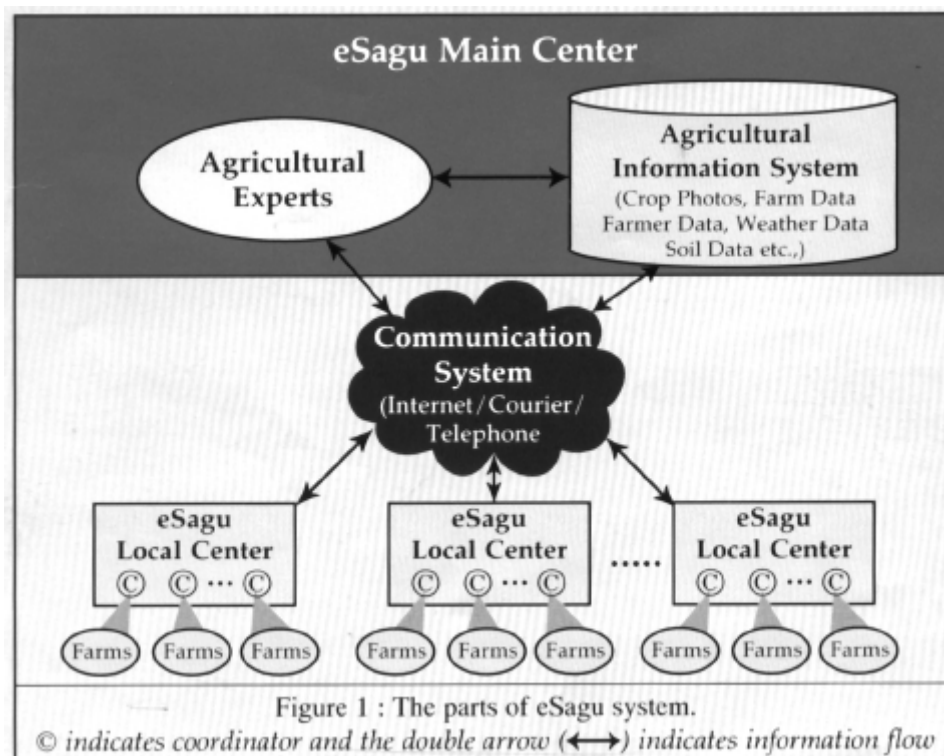 eSagu Main Center
Agricultural
Experts
Agricultural
Information System
(Crop Photos, Farm Data
Farmer Data, Weather Data
Soil Data etc.,)
Communication
System
(Internet/Courier/
Telephone
eSagu
Local Center
© © ... ©
eSagu
Local Center
© © ... ©
.....
eSagu
Local Center
© © ... ©
Farms Farms Farms
Farms Farms Farms
Farms Farms Farms
Figure 1 : The parts of eSagu system.
© indicates coordinator and the double arrow (⟷) indicates information flow